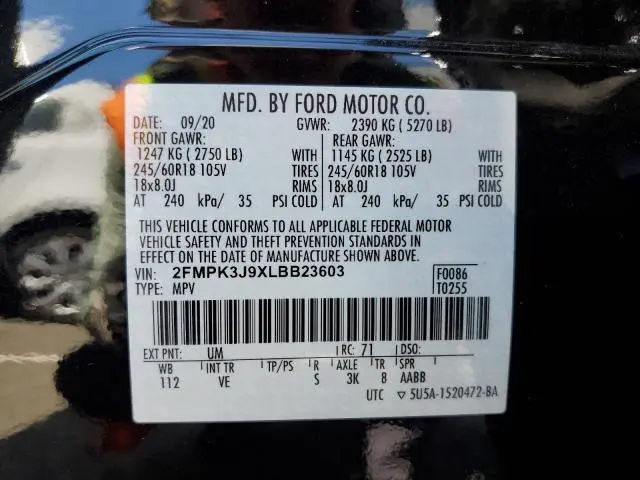 MFD. BY FORD MOTOR CO.
DATE: 09/20 GVWR: 2390 KG ( 5270 LB)
FRONT GAWR: REAR GAWR:
1247 KG ( 2750 LB) WITH 1145 KG ( 2525 LB) WITH
245/60R18 105V TIRES 245/60R18 105V TIRES
18x8.0J RIMS 18x8.0J RIMS
AT 240 kPa/ 35 PSI COLD AT 240 kPa/ 35 PSI COLD
THIS VEHICLE CONFORMS TO ALL APPLICABLE FEDERAL MOTOR
VEHICLE SAFETY AND THEFT PREVENTION STANDARDS IN
EFFECT ON THE DATE OF MANUFACTURE SHOWN ABOVE.
VIN: 2FMPK3J9XLBB23603 F0086
TYPE: MPV T0255
EXT PNT: UM RC: 71 DSO:
WB INT TR TP/PS R AXLE TR SPR
112 VE S 3K 8 AABB
UTC ▽ 5U5A-1520472-BA